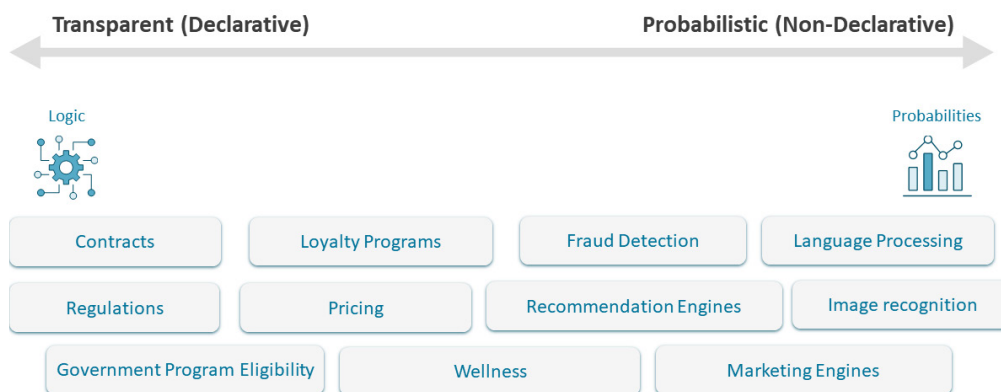 Transparent (Declarative)
Probabilistic (Non-Declarative)
Logic
Probabilities
Contracts
Loyalty Programs
Fraud Detection
Language Processing
Regulations
Pricing
Recommendation Engines
Image recognition
Government Program Eligibility
Wellness
Marketing Engines